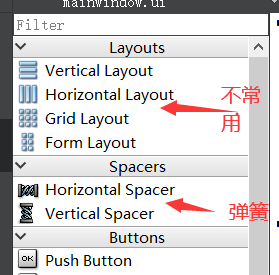 mainwindow.ui
Filter
Layouts
Vertical Layout
Horizontal Layout
不常
用
Grid Layout
Form Layout
Spacers
Horizontal Spacer
弹簧
Vertical Spacer
Buttons
OK Push Button